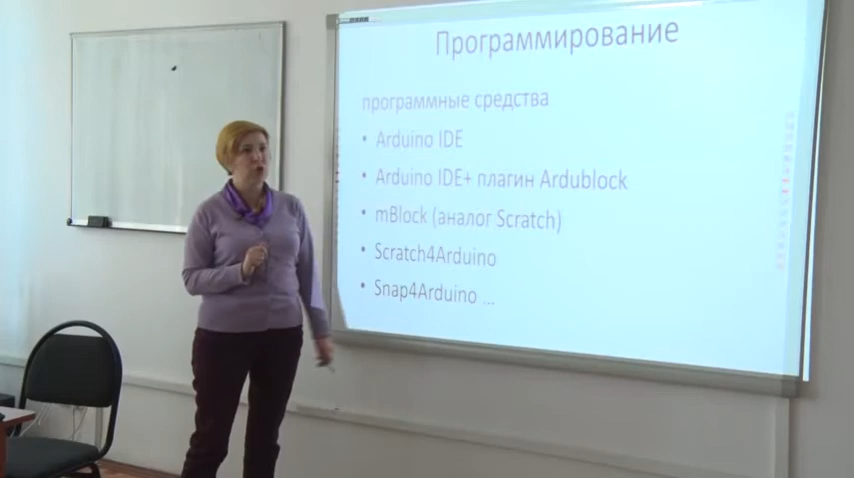 Программирование
программные средства
• Arduino IDE
• Arduino IDE+ плагин Ardublock
• mBlock (аналог Scratch)
• Scratch4Arduino
• Snap4Arduino ...